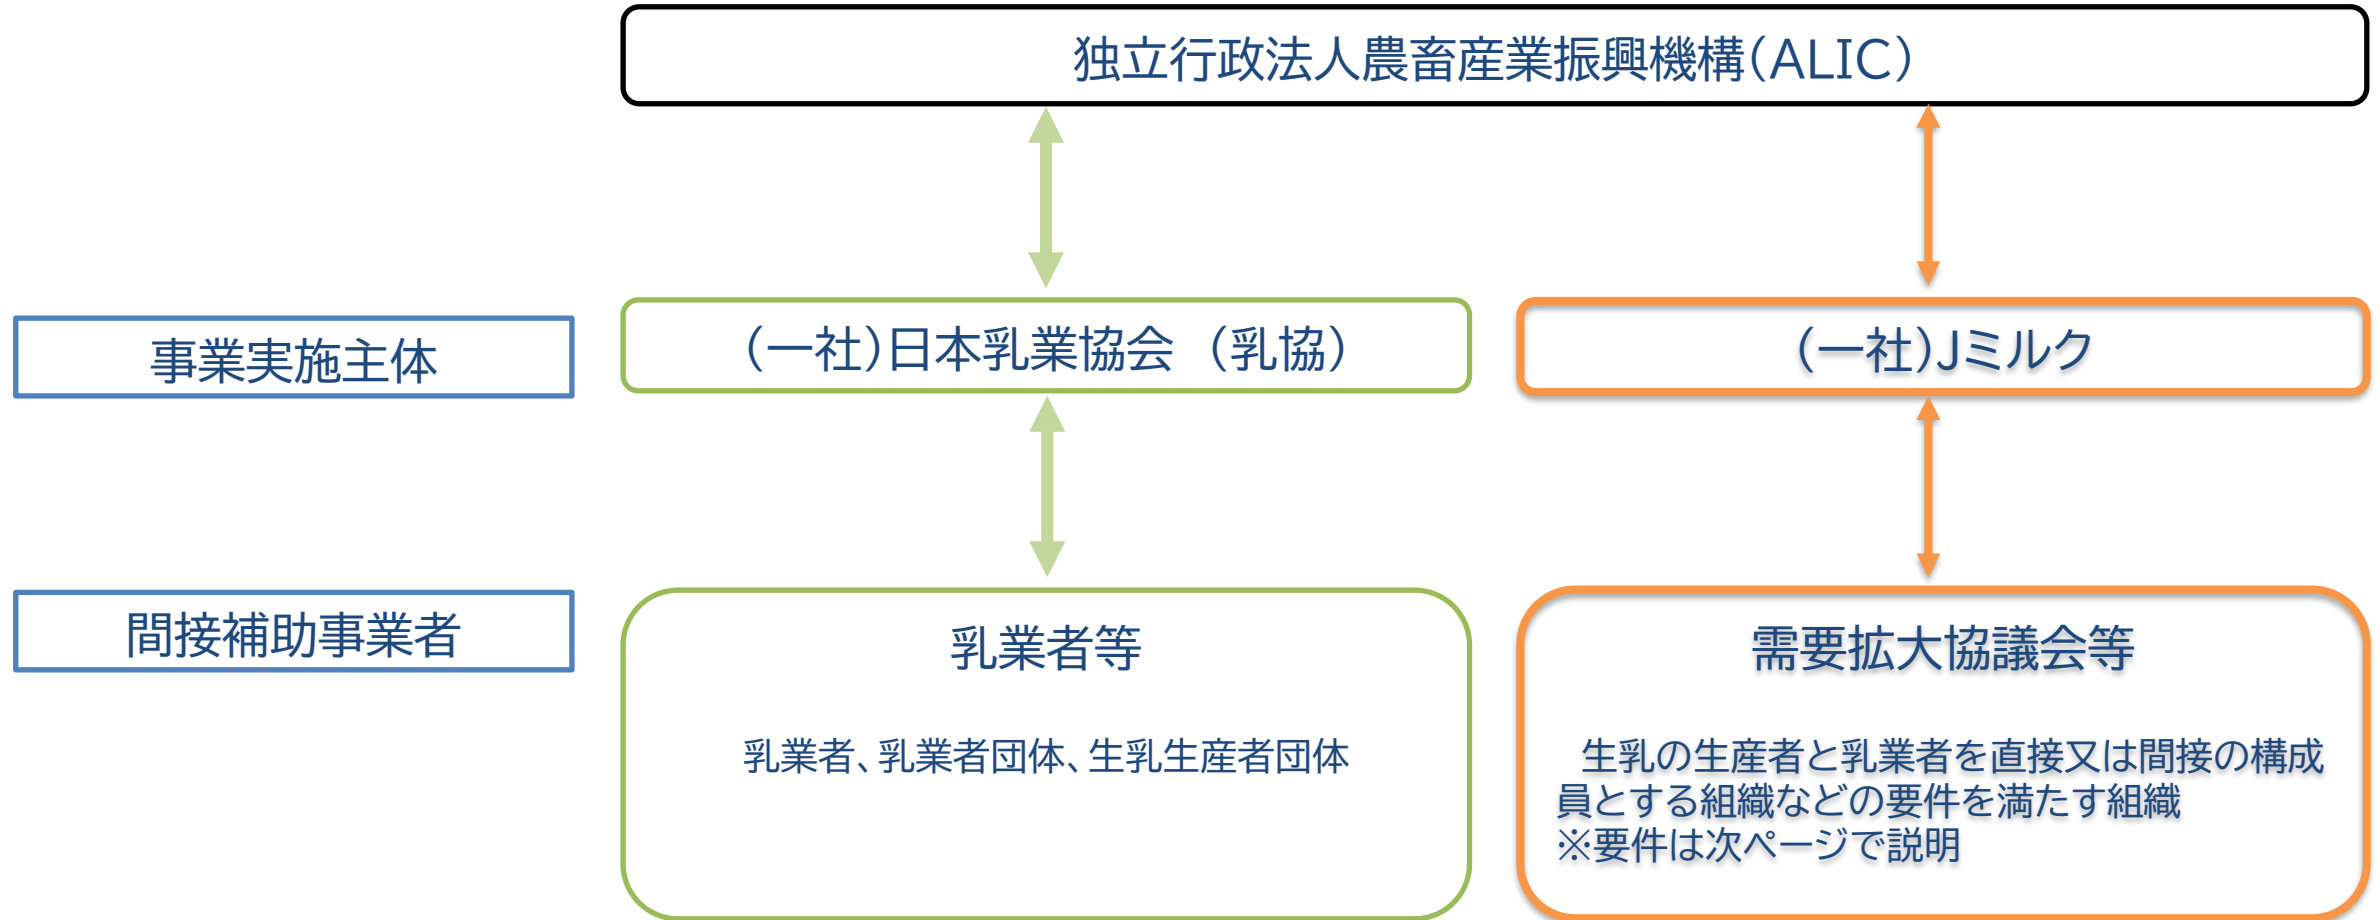 独立行政法人農畜産業振興機構(ALIC)
事業実施主体
(一社)日本乳業協会 (乳協)
(一社)Jミルク
間接補助事業者
乳業者等
乳業者、乳業者団体、生乳生産者団体
需要拡大協議会等
生乳の生産者と乳業者を直接又は間接の構成
員とする組織などの要件を満たす組織
※要件は次ページで説明